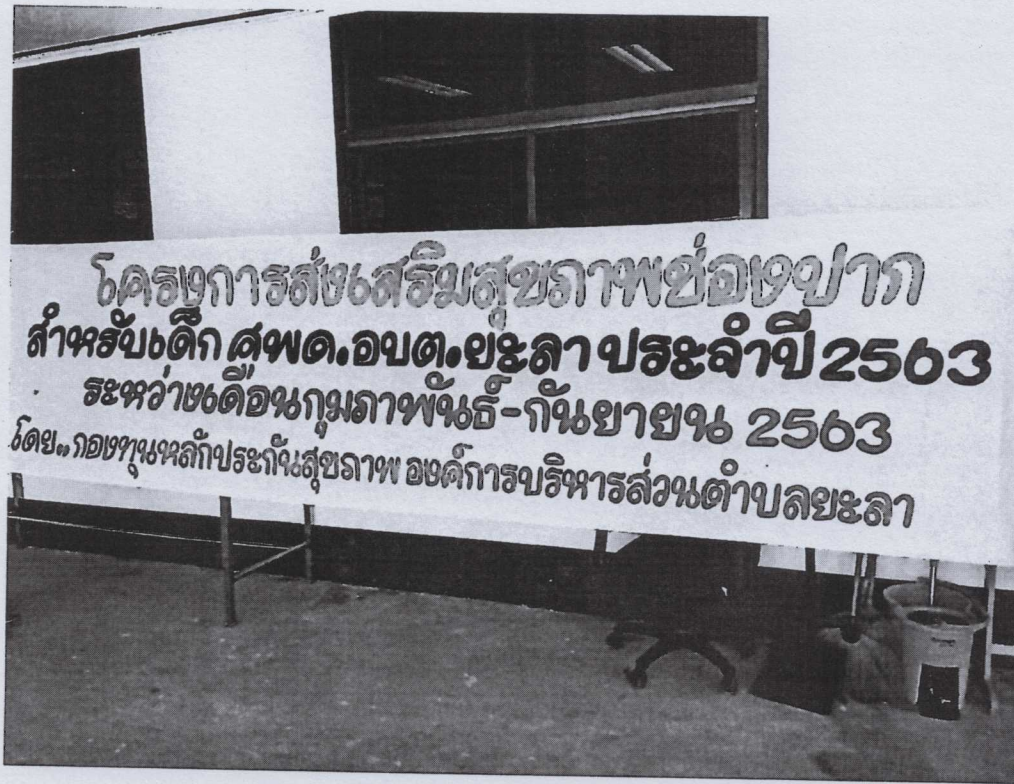 โครงการส่งเสริมสุขภาพช่องปาก
สำหรับเด็ก ศพด.อบต.ยะลา ประจำปี 2563
ระหว่างเดือนกุมภาพันธ์-กันยายน 2563
โดย.. กองทุนหลักประกันสุขภาพ องค์การบริหารส่วนตำบลยะลา